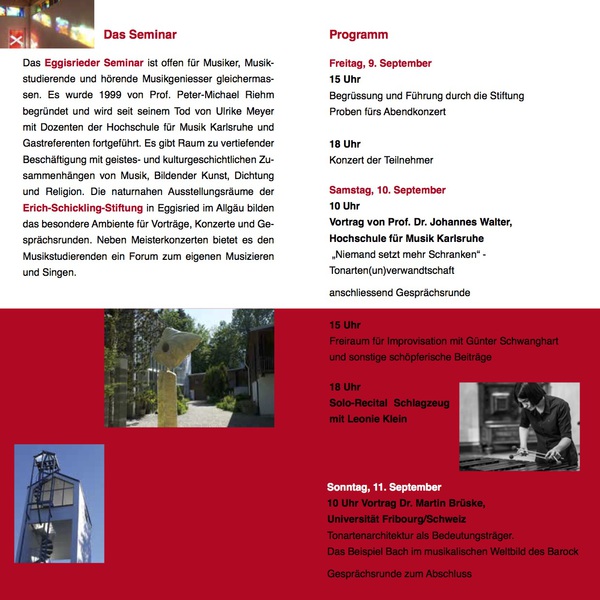 Das Seminar
Das Eggisrieder Seminar ist offen für Musiker, Musik-
studierende und hörende Musikgeniesser gleichermas-
sen. Es wurde 1999 von Prof. Peter-Michael Riehm
begründet und wird seit seinem Tod von Ulrike Meyer
mit Dozenten der Hochschule für Musik Karlsruhe und
Gastreferenten fortgeführt. Es gibt Raum zu vertiefender
Beschäftigung mit geistes- und kulturgeschichtlichen Zu-
sammenhängen von Musik, Bildender Kunst, Dichtung
und Religion. Die naturnahen Ausstellungsräume der
Erich-Schickling-Stiftung in Eggisried im Allgäu bilden
das besondere Ambiente für Vorträge, Konzerte und Ge-
sprächsrunden. Neben Meisterkonzerten bietet es den
Musikstudierenden ein Forum zum eigenen Musizieren
und Singen.
Programm
Freitag, 9. September
15 Uhr
Begrüssung und Führung durch die Stiftung
Proben fürs Abendkonzert
18 Uhr
Konzert der Teilnehmer
Samstag, 10. September
10 Uhr
Vortrag von Prof. Dr. Johannes Walter,
Hochschule für Musik Karlsruhe
„Niemand setzt mehr Schranken“ -
Tonarten(un)verwandtschaft
anschliessend Gesprächsrunde
15 Uhr
Freiraum für Improvisation mit Günter Schwanghart
und sonstige schöpferische Beiträge
18 Uhr
Solo-Recital Schlagzeug
mit Leonie Klein
Sonntag, 11. September
10 Uhr Vortrag Dr. Martin Brüske,
Universität Fribourg/Schweiz
Tonartenarchitektur als Bedeutungsträger.
Das Beispiel Bach im musikalischen Weltbild des Barock
Gesprächsrunde zum Abschluss